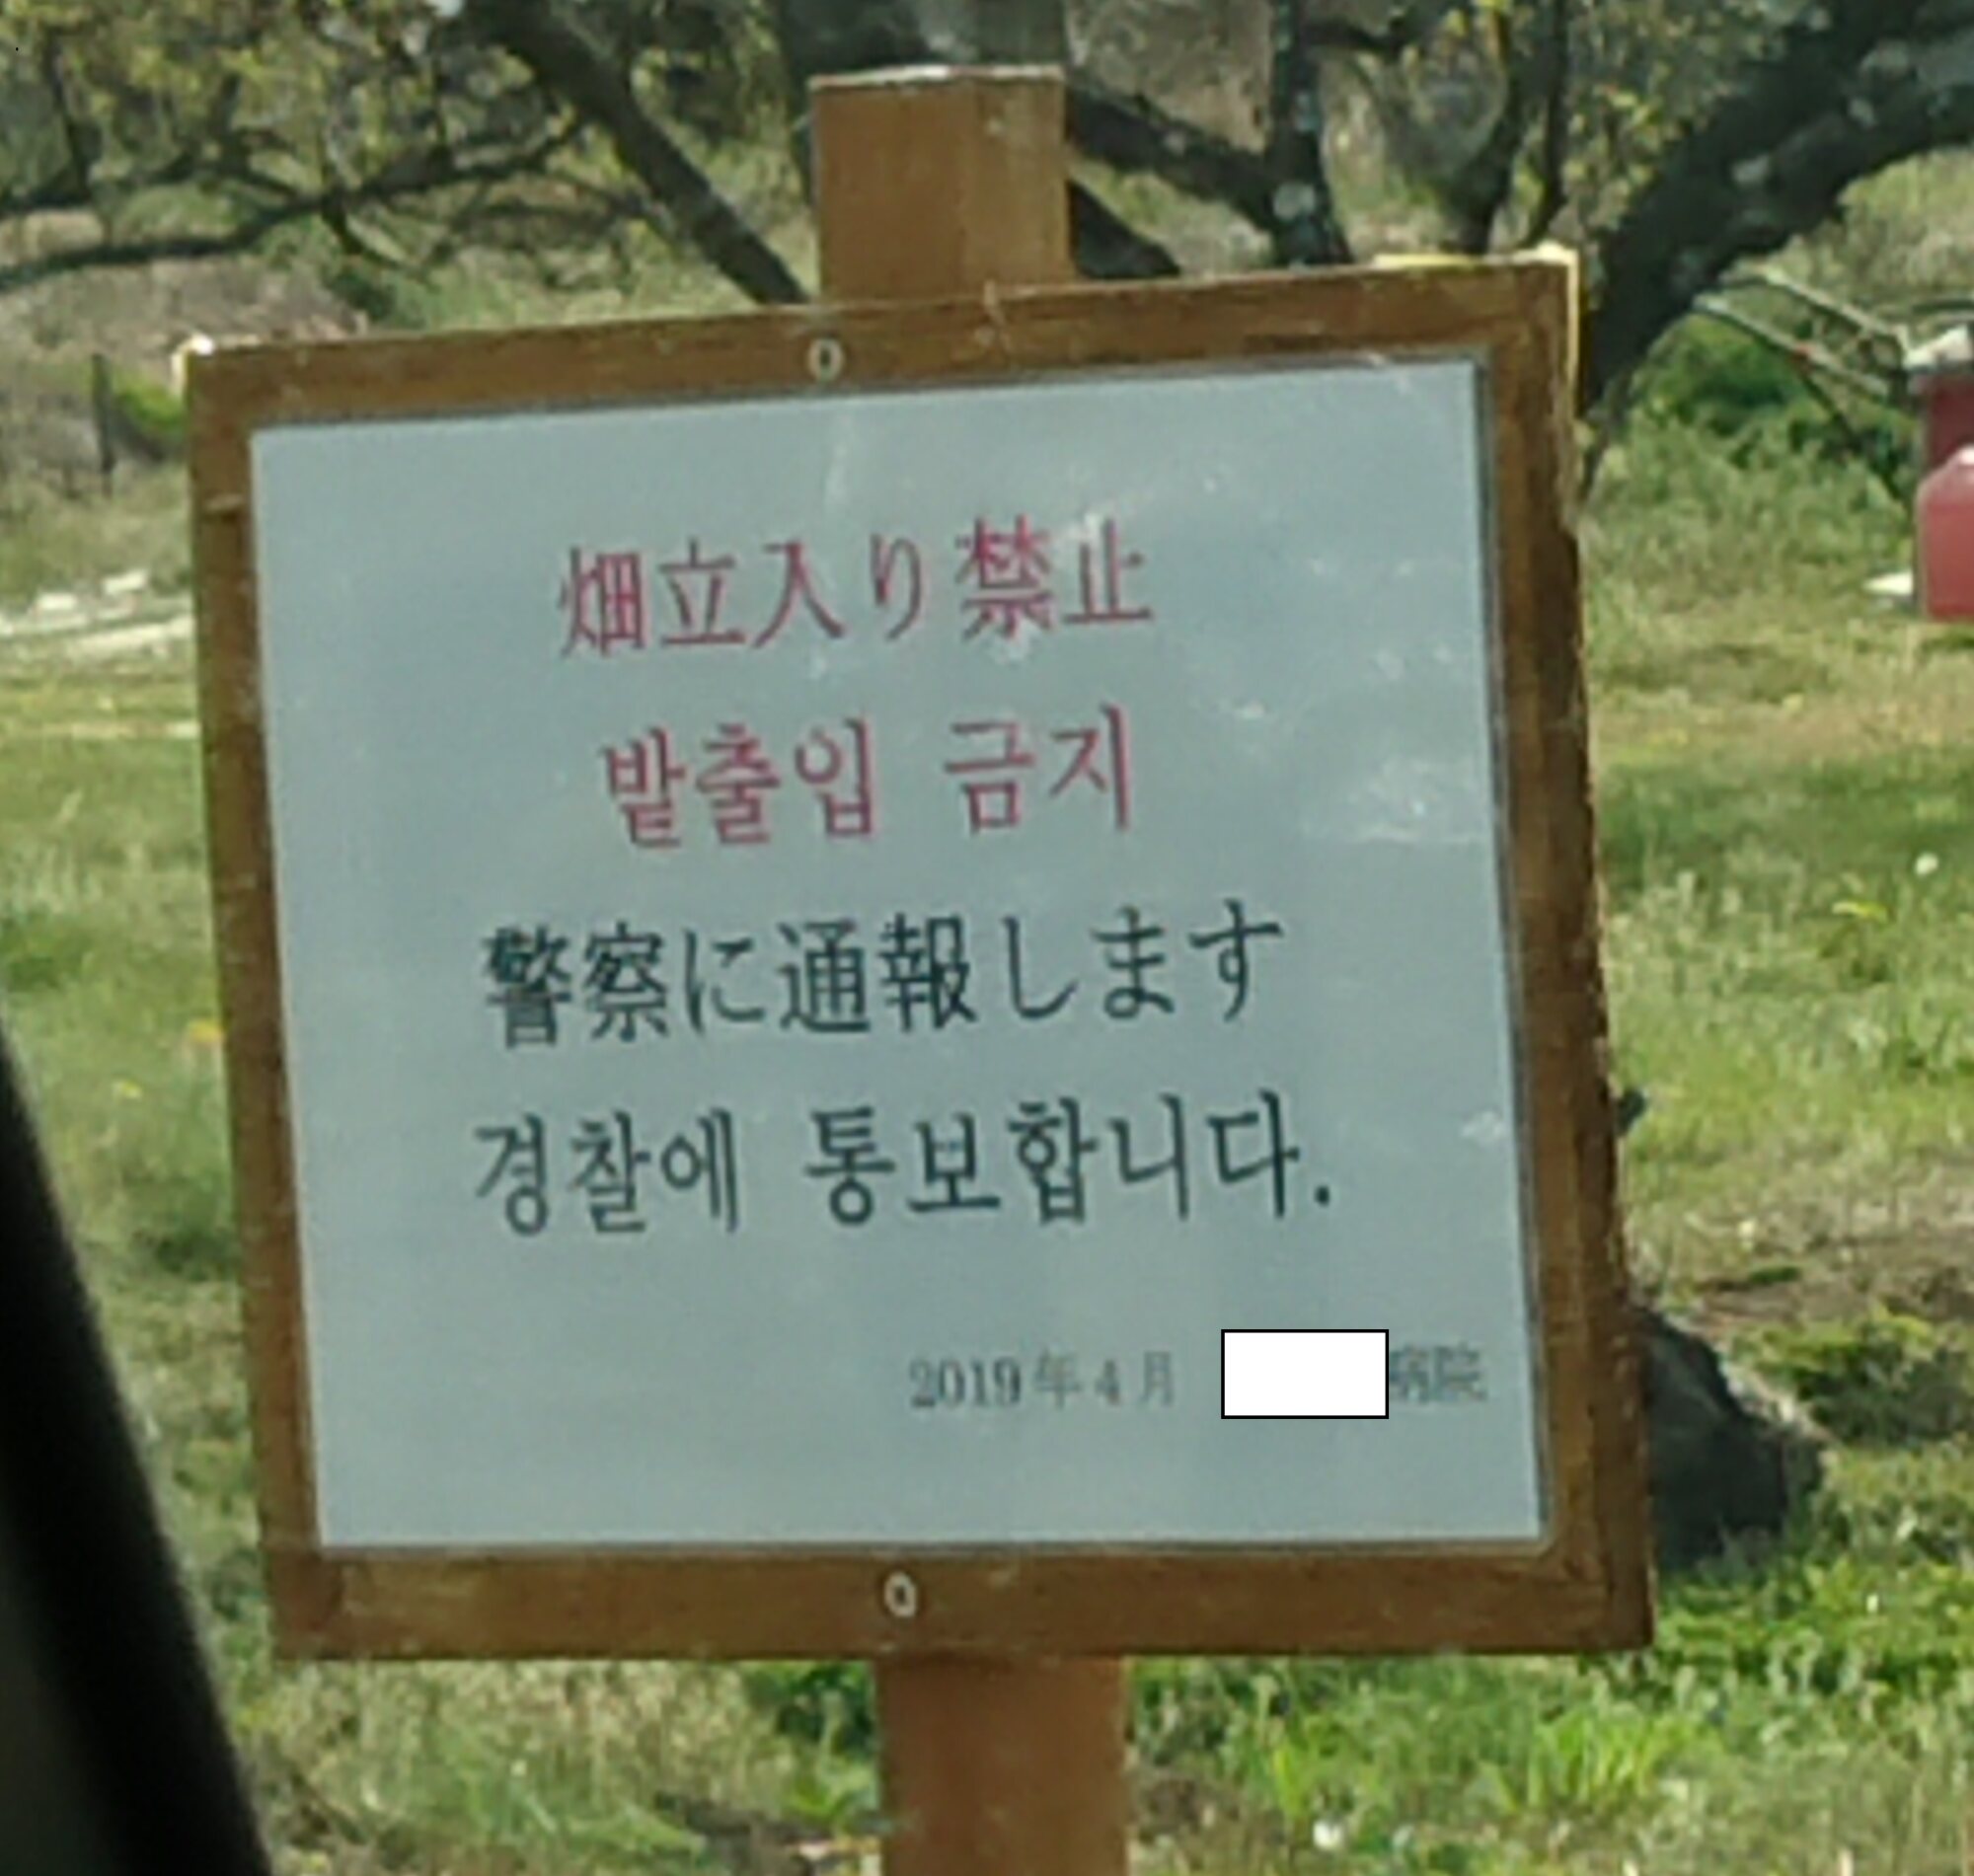 畑立入り禁止
밭출입 금지
警察に通報します
경찰에 통보합니다.
2019年4月 病院